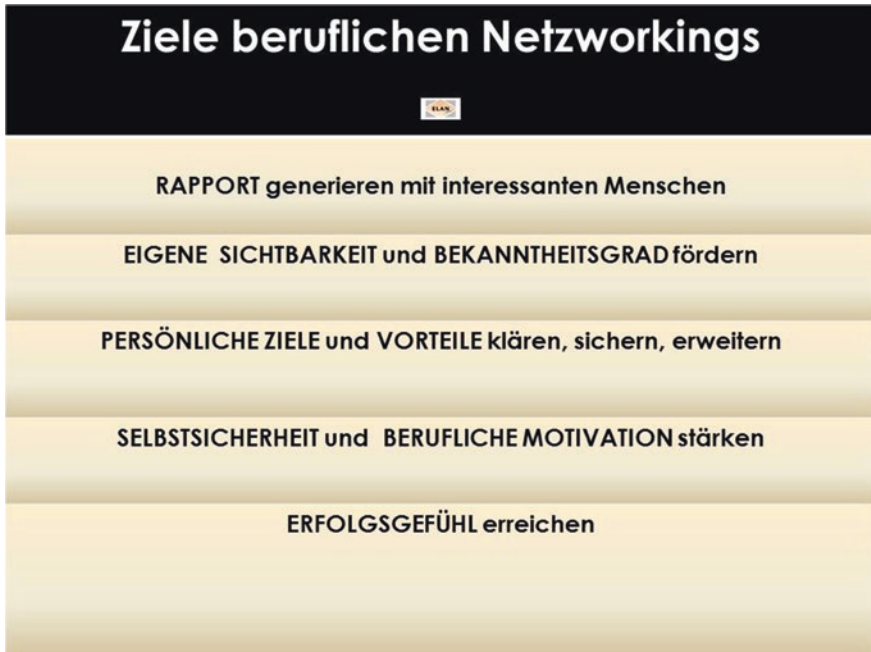 Ziele beruflichen Netzworkings
ELAN
RAPPORT generieren mit interessanten Menschen
EIGENE SICHTBARKEIT und BEKANNTHEITSGRAD fördern
PERSÖNLICHE ZIELE und VORTEILE klären, sichern, erweitern
SELBSTSICHERHEIT und BERUFLICHE MOTIVATION stärken
ERFOLGSGEFÜHL erreichen